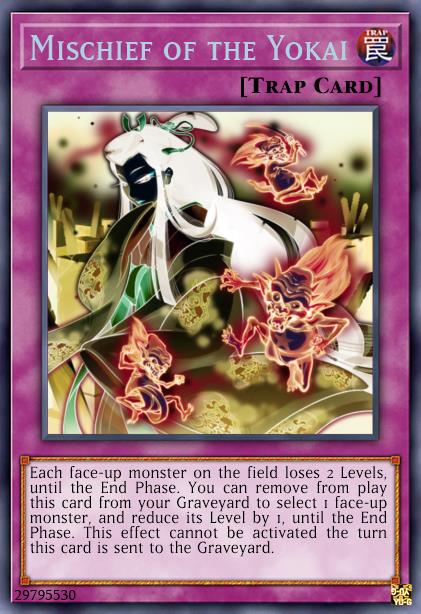 Mischief of the Yokai
TRAP
罠
[Trap Card]
Each face-up monster on the field loses 2 Levels,
until the End Phase. You can remove from play
this card from your Graveyard to select 1 face-up
monster, and reduce its Level by 1, until the End
Phase. This effect cannot be activated the turn
this card is sent to the Graveyard.
29795530